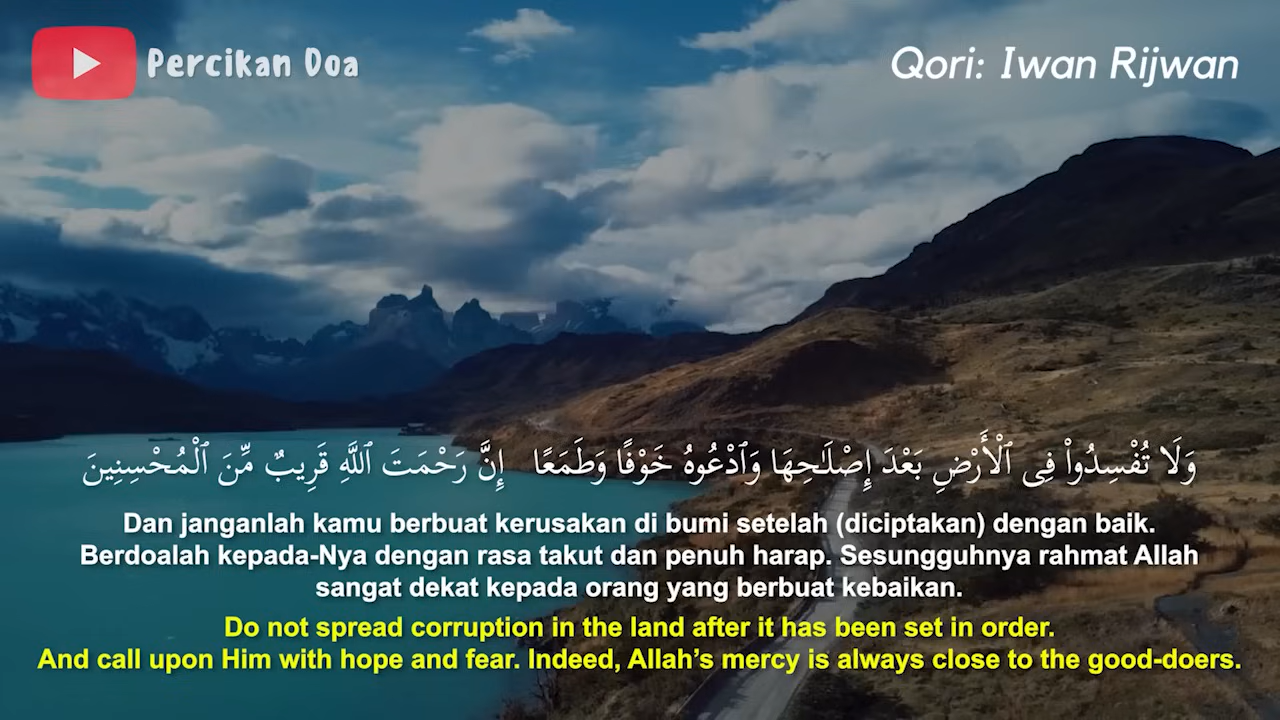 Percikan Doa
Qori: Iwan Rijwan
وَلَا تُفْسِدُوا۟ فِى ٱلْأَرْضِ بَعْدَ إِصْلَـٰحِهَا وَٱدْعُوهُ خَوْفًا وَطَمَعًا إِنَّ رَحْمَتَ ٱللَّهِ قَرِيبٌ مِّنَ ٱلْمُحْسِنِينَ
Dan janganlah kamu berbuat kerusakan di bumi setelah (diciptakan) dengan baik.
Berdoalah kepada-Nya dengan rasa takut dan penuh harap. Sesungguhnya rahmat Allah
sangat dekat kepada orang yang berbuat kebaikan.
Do not spread corruption in the land after it has been set in order.
And call upon Him with hope and fear. Indeed, Allah’s mercy is always close to the good-doers.